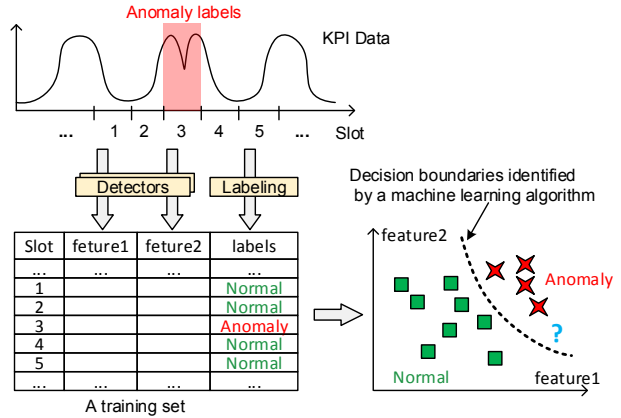 Anomaly labels
KPI Data
... 1 2 3 4 5 ... Slot
Detectors
Labeling
Slot feture1 feture2 labels
... ... ... ...
1 Normal
2 Normal
3 Anomaly
4 Normal
5 Normal
... ... ... ...
A training set
Decision boundaries identified
by a machine learning algorithm
feature2
Anomaly
?
Normal
feature1